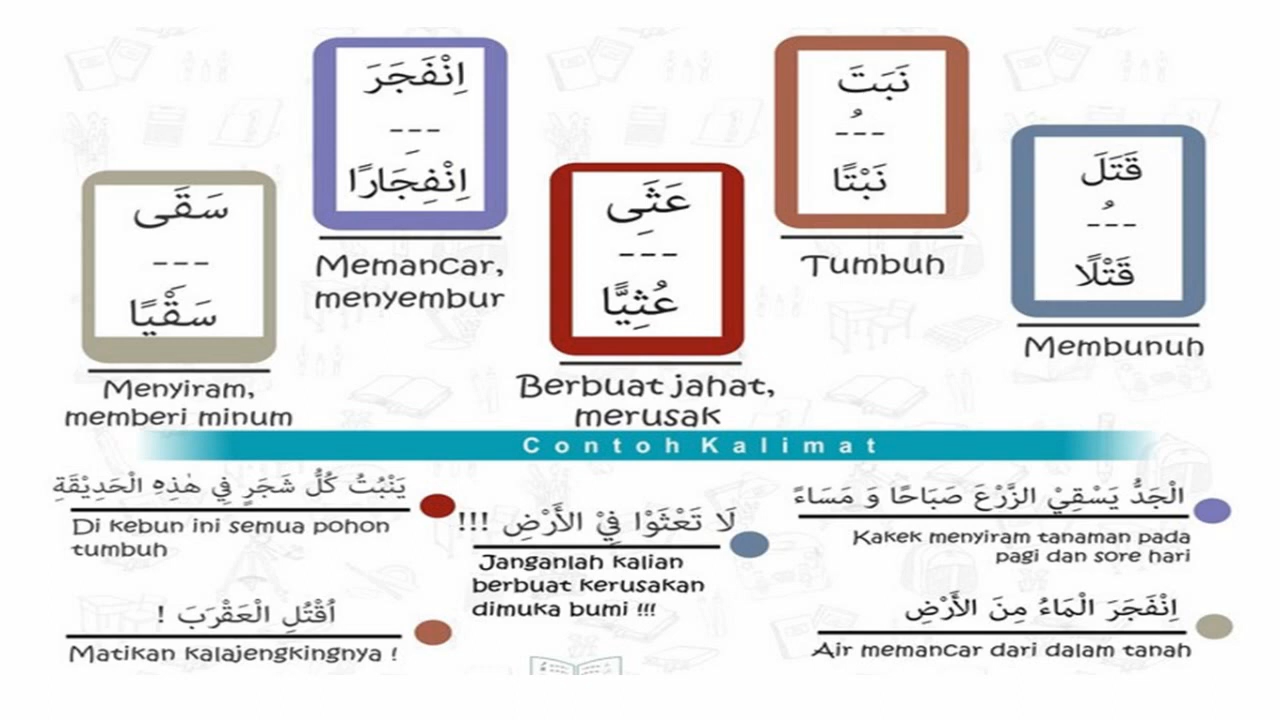 سَقَى
---
سَقْيًا
Menyiram,
memberi minum
اِنْفَجَرَ
---
اِنْفِجَارًا
Memancar,
menyembur
عَثَِى
---
عُثِيًّا
Berbuat jahat,
merusak
نَبَتَ
-ُ--
نَبْتًا
Tumbuh
قَتَلَ
-ُ--
قَتْلًا
Membunuh
Contoh Kalimat
يَنْبُتُ كُلُّ شَجَرٍ فِي هٰذِهِ الْحَدِيْقَةِ
Di kebun ini semua pohon
tumbuh
اُقْتُلِ الْعَقْرَبَ !
Matikan kalajengkingnya !
لَا تَعْثَوْا فِيْ الأَرْضِ !!!
Janganlah kalian
berbuat kerusakan
dimuka bumi !!!
الْجَدُّ يَسْقِيْ الزَّرْعَ صَبَاحًا وَ مَسَاءً
Kakek menyiram tanaman pada
pagi dan sore hari
اِنْفَجَرَ الْمَاءُ مِنَ الأَرْضِ
Air memancar dari dalam tanah